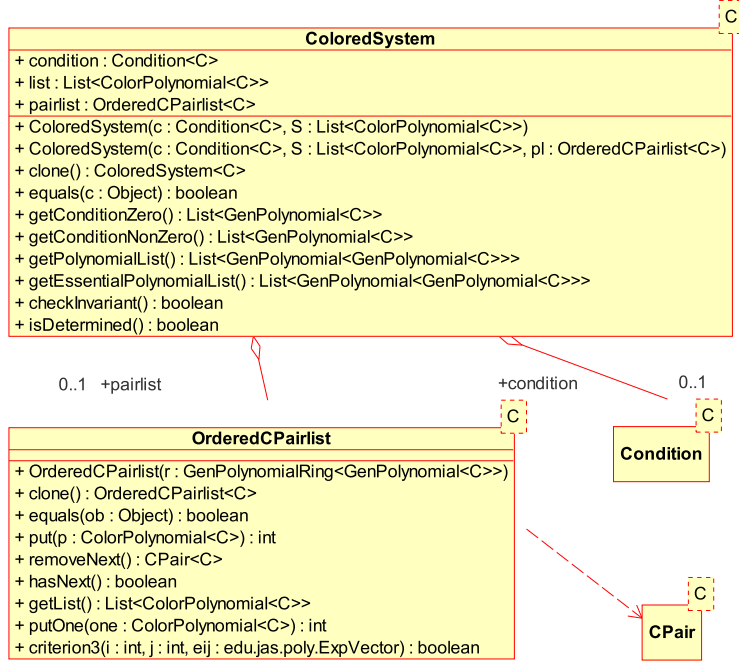 C
ColoredSystem
+ condition : Condition<C>
+ list : List<ColorPolynomial<C>>
+ pairlist : OrderedCPairlist<C>
+ ColoredSystem(c : Condition<C>, S : List<ColorPolynomial<C>>)
+ ColoredSystem(c : Condition<C>, S : List<ColorPolynomial<C>>, pl : OrderedCPairlist<C>)
+ clone() : ColoredSystem<C>
+ equals(c : Object) : boolean
+ getConditionZero() : List<GenPolynomial<C>>
+ getConditionNonZero() : List<GenPolynomial<C>>
+ getPolynomialList() : List<GenPolynomial<GenPolynomial<C>>>
+ getEssentialPolynomialList() : List<GenPolynomial<GenPolynomial<C>>>
+ checkInvariant() : boolean
+ isDetermined() : boolean
0..1 +pairlist
+condition 0..1
C
OrderedCPairlist
+ OrderedCPairlist(r : GenPolynomialRing<GenPolynomial<C>>)
+ clone() : OrderedCPairlist<C>
+ equals(ob : Object) : boolean
+ put(p : ColorPolynomial<C>) : int
+ removeNext() : CPair<C>
+ hasNext() : boolean
+ getList() : List<ColorPolynomial<C>>
+ putOne(one : ColorPolynomial<C>) : int
+ criterion3(i : int, j : int, eij : edu.jas.poly.ExpVector) : boolean
C
Condition
C
CPair